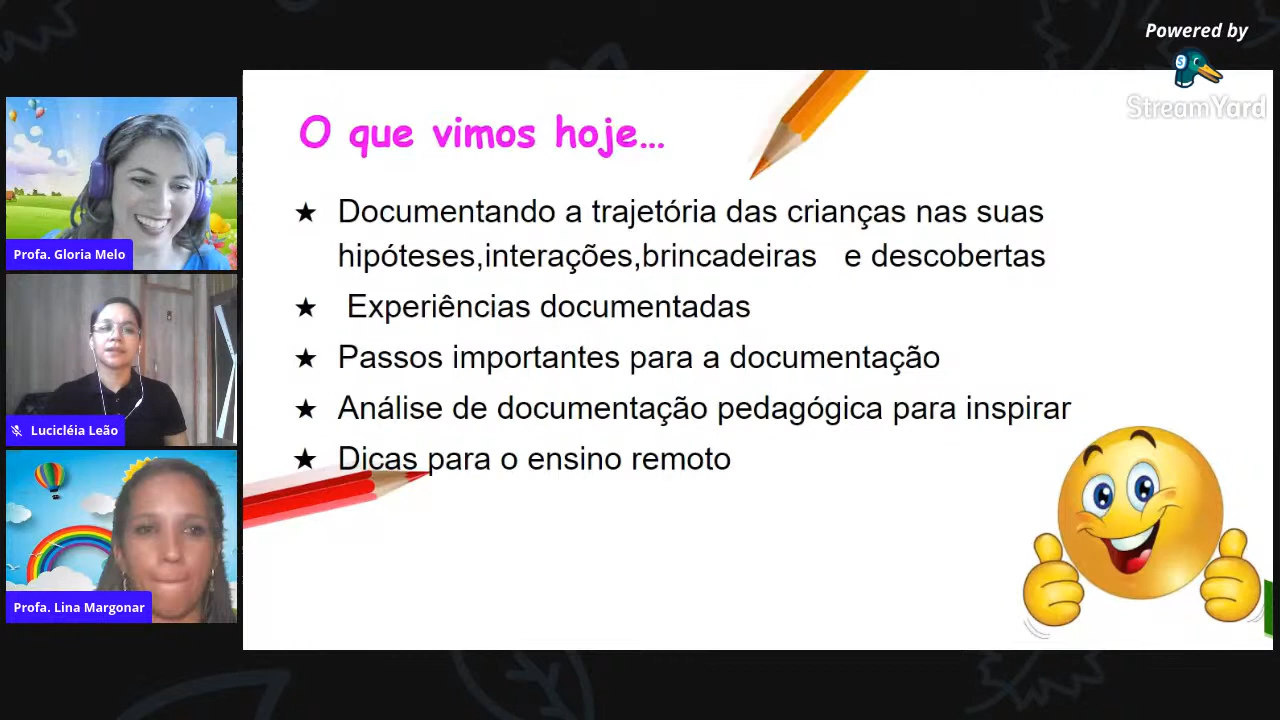 Powered by
StreamYard
O que vimos hoje...
★ Documentando a trajetória das crianças nas suas
hipóteses,interações,brincadeiras e descobertas
★ Experiências documentadas
★ Passos importantes para a documentação
★ Análise de documentação pedagógica para inspirar
★ Dicas para o ensino remoto
Profa. Gloria Melo
Lucicléia Leão
Profa. Lina Margonar